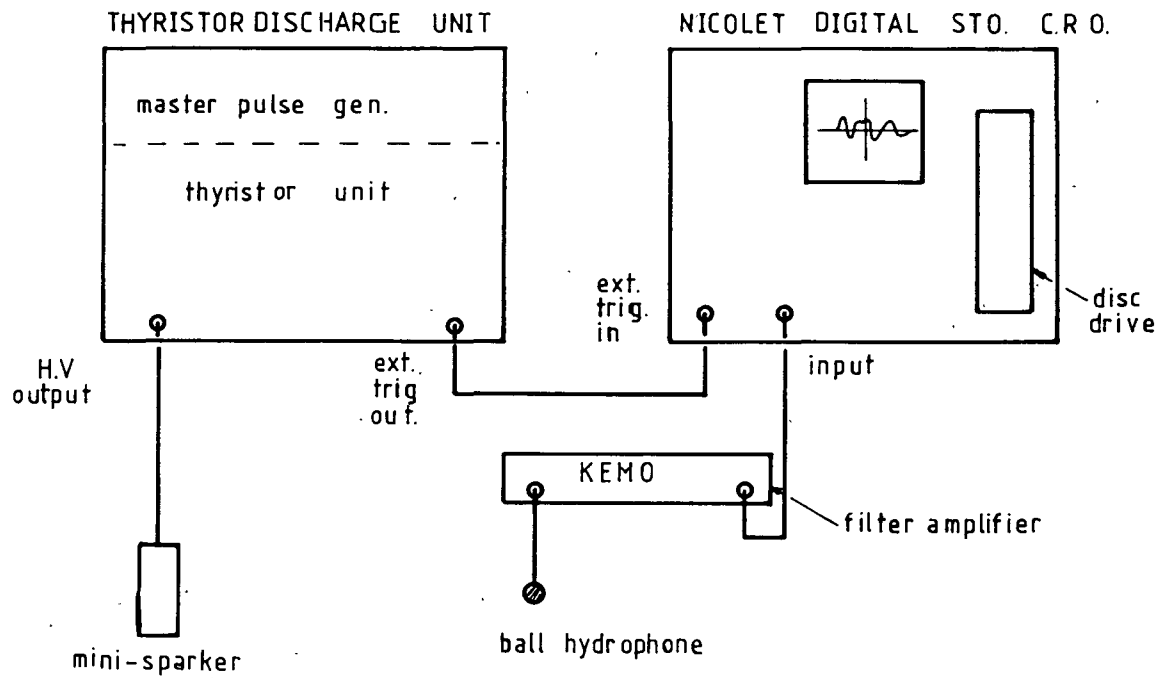 THYRISTOR DISCHARGE UNIT
NICOLET DIGITAL STO. C.R.O.
master pulse gen.
thyristor unit
ext.
trig.
in
disc
drive
H.V
output
ext.
trig
out.
input
KEMO
filter amplifier
ball hydrophone
mini-sparker